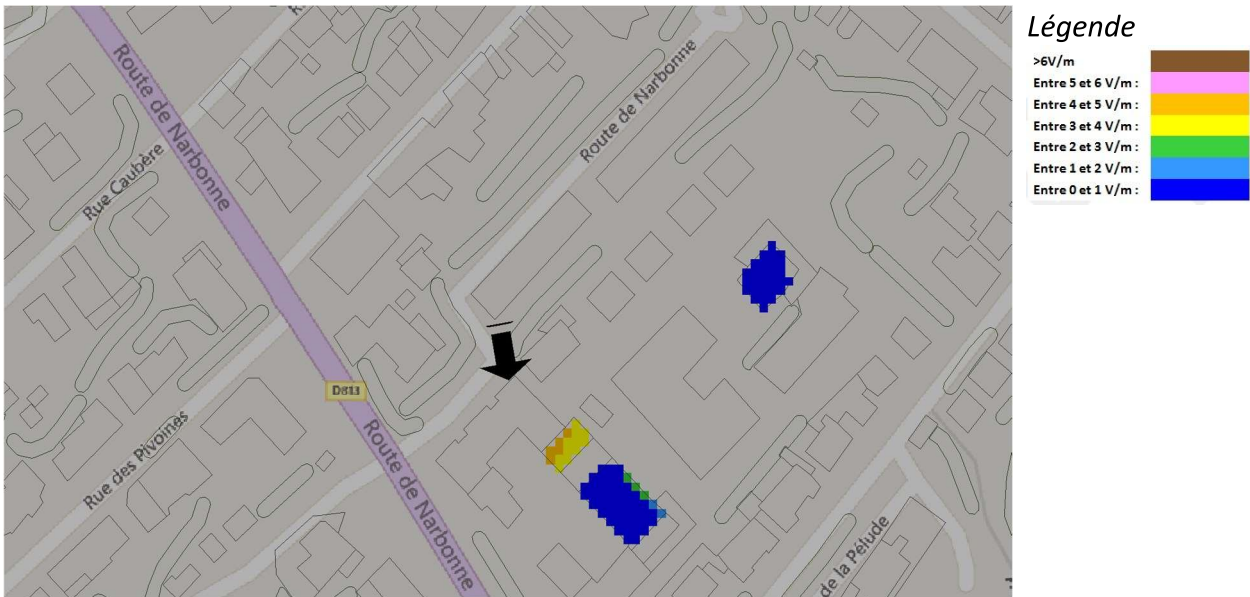 Légende
>6V/m
Entre 5 et 6 V/m :
Entre 4 et 5 V/m :
Entre 3 et 4 V/m :
Entre 2 et 3 V/m :
Entre 1 et 2 V/m :
Entre 0 et 1 V/m :
Route de Narbonne
Route de Narbonne
Rue Caubère
D813
Rue des Pivoines
Route de Narbonne
de la Pélude